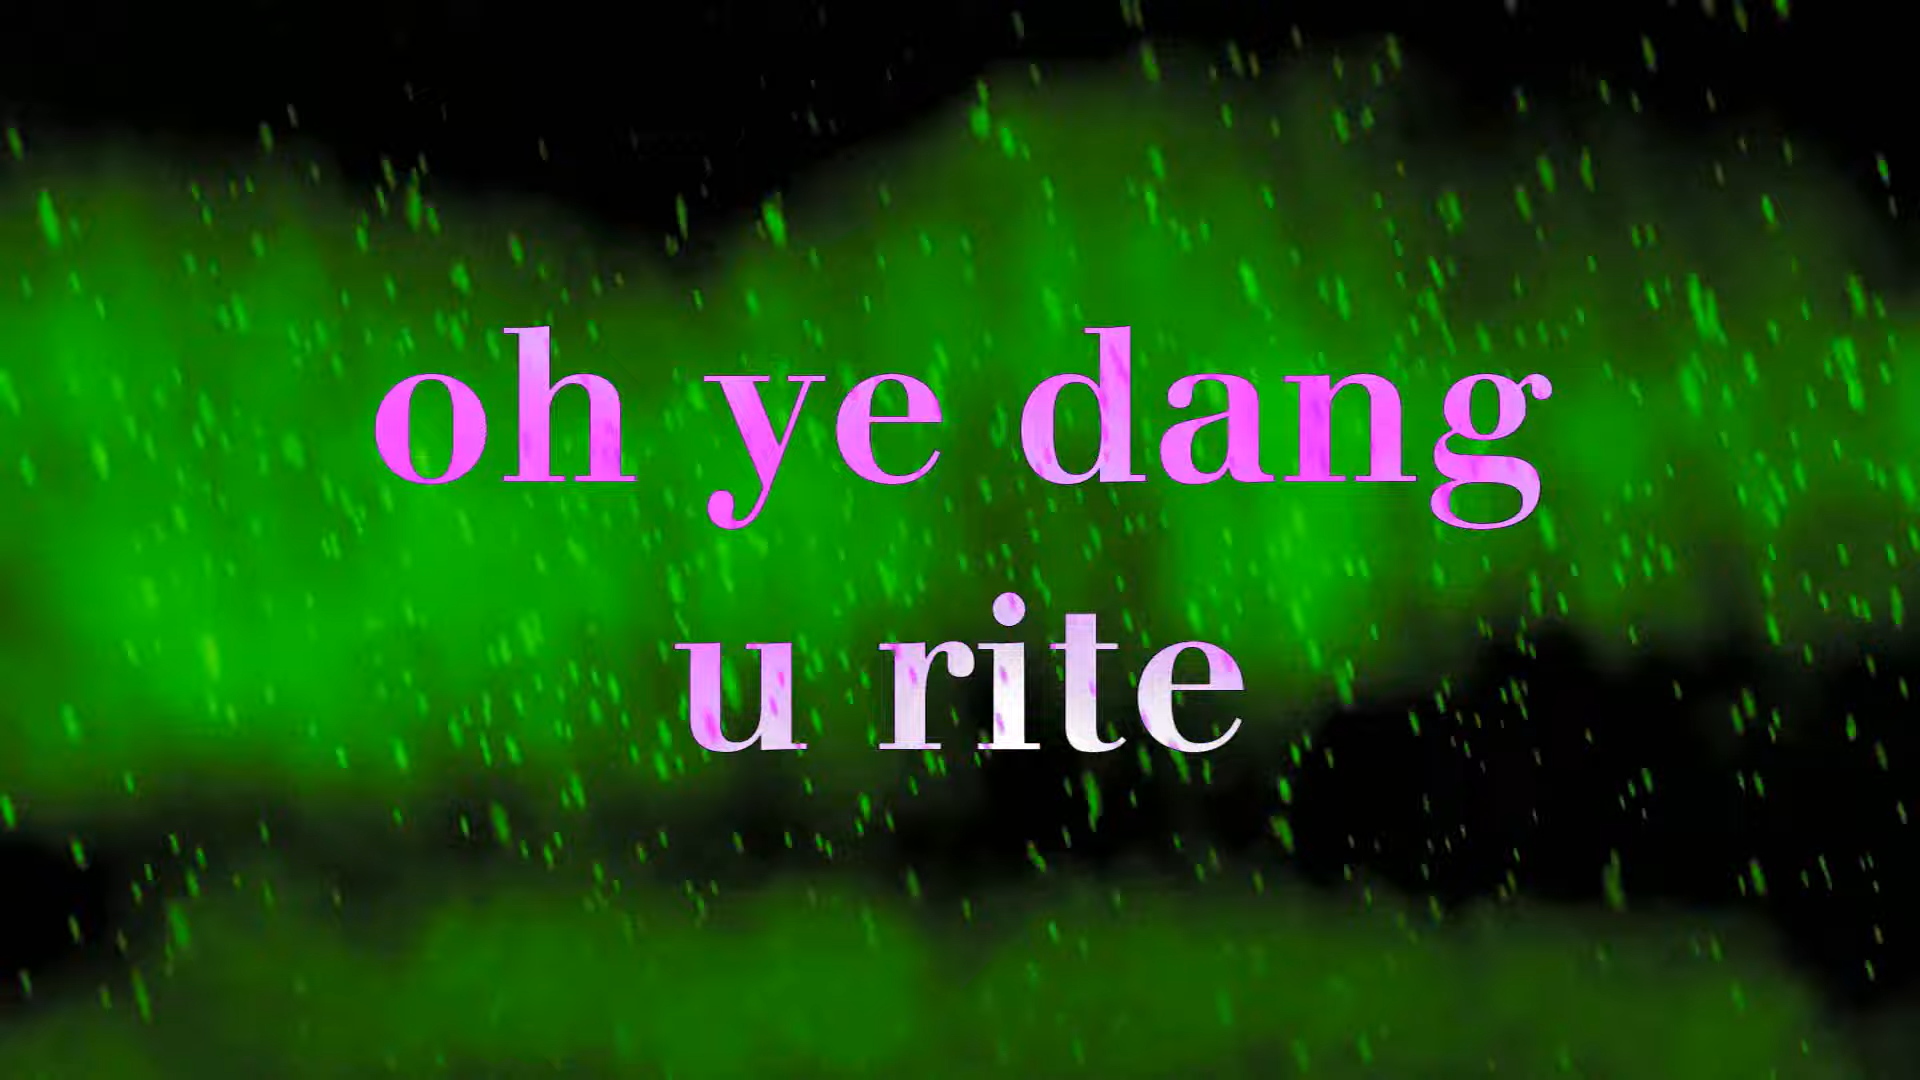 oh ye dang
u rite